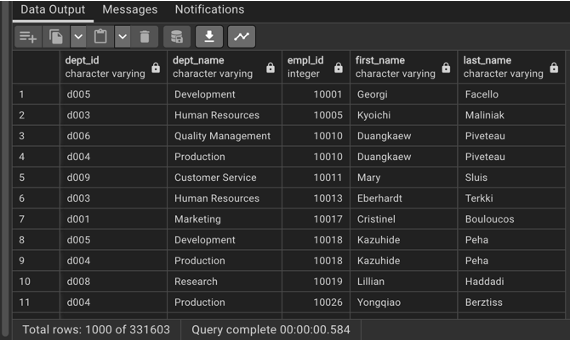 Data Output Messages Notifications
dept_id dept_name empl_id first_name last_name
character varying character varying integer character varying character varying
1 d005 Development 10001 Georgi Facello
2 d003 Human Resources 10005 Kyoichi Maliniak
3 d006 Quality Management 10010 Duangkaew Piveteau
4 d004 Production 10010 Duangkaew Piveteau
5 d009 Customer Service 10011 Mary Sluis
6 d003 Human Resources 10013 Eberhardt Terkki
7 d001 Marketing 10017 Cristinel Bouloucos
8 d005 Development 10018 Kazuhide Peha
9 d004 Production 10018 Kazuhide Peha
10 d008 Research 10019 Lillian Haddadi
11 d004 Production 10026 Yongqiao Berztiss
Total rows: 1000 of 331603 Query complete 00:00:00.584